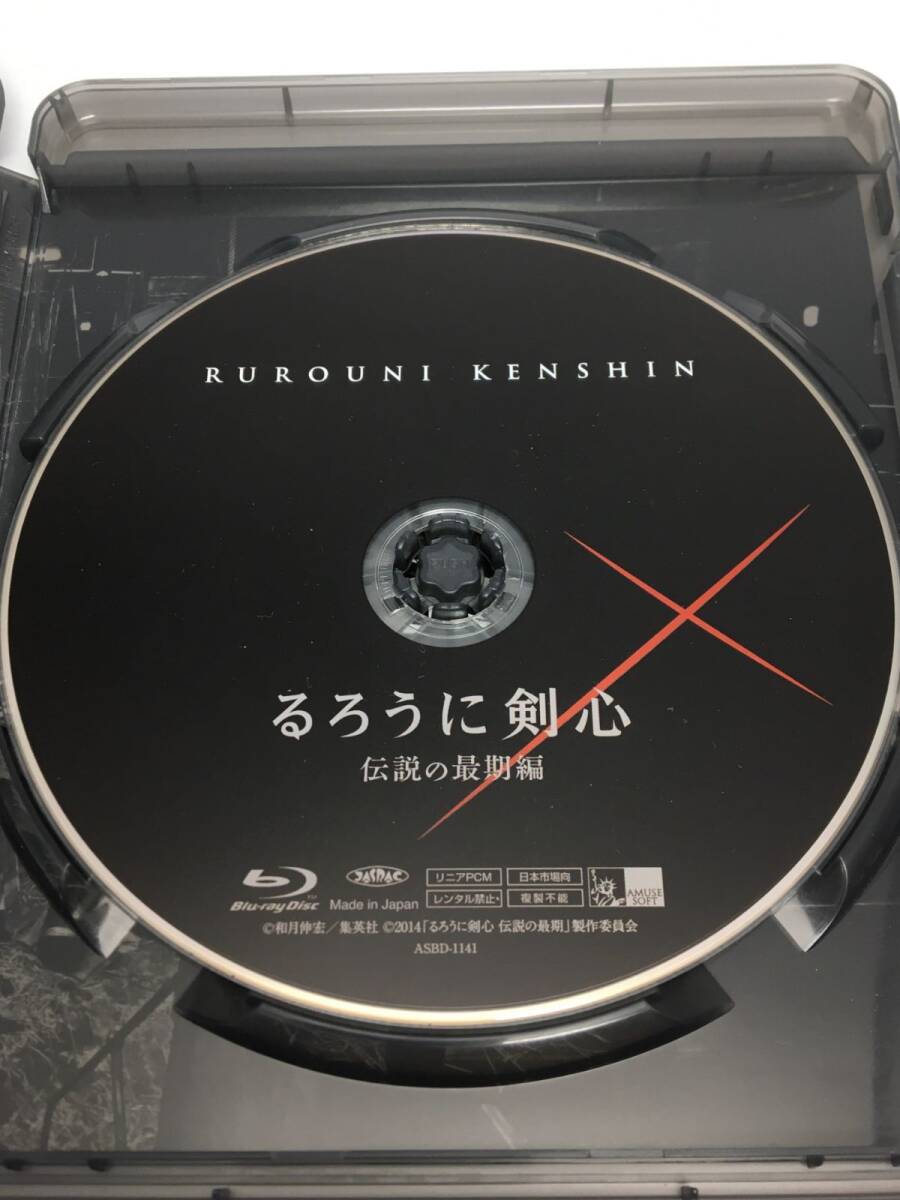 RUROUNI KENSHIN
るろうに剣心
伝説の最期編
Blu-ray Disc TM JASRAC リニアPCM 日本市場向
Made in Japan レンタル禁止 複製不能 AMUSE SOFT
©和月伸宏／集英社 ©2014「るろうに剣心 伝説の最期」製作委員会
ASBD-1141